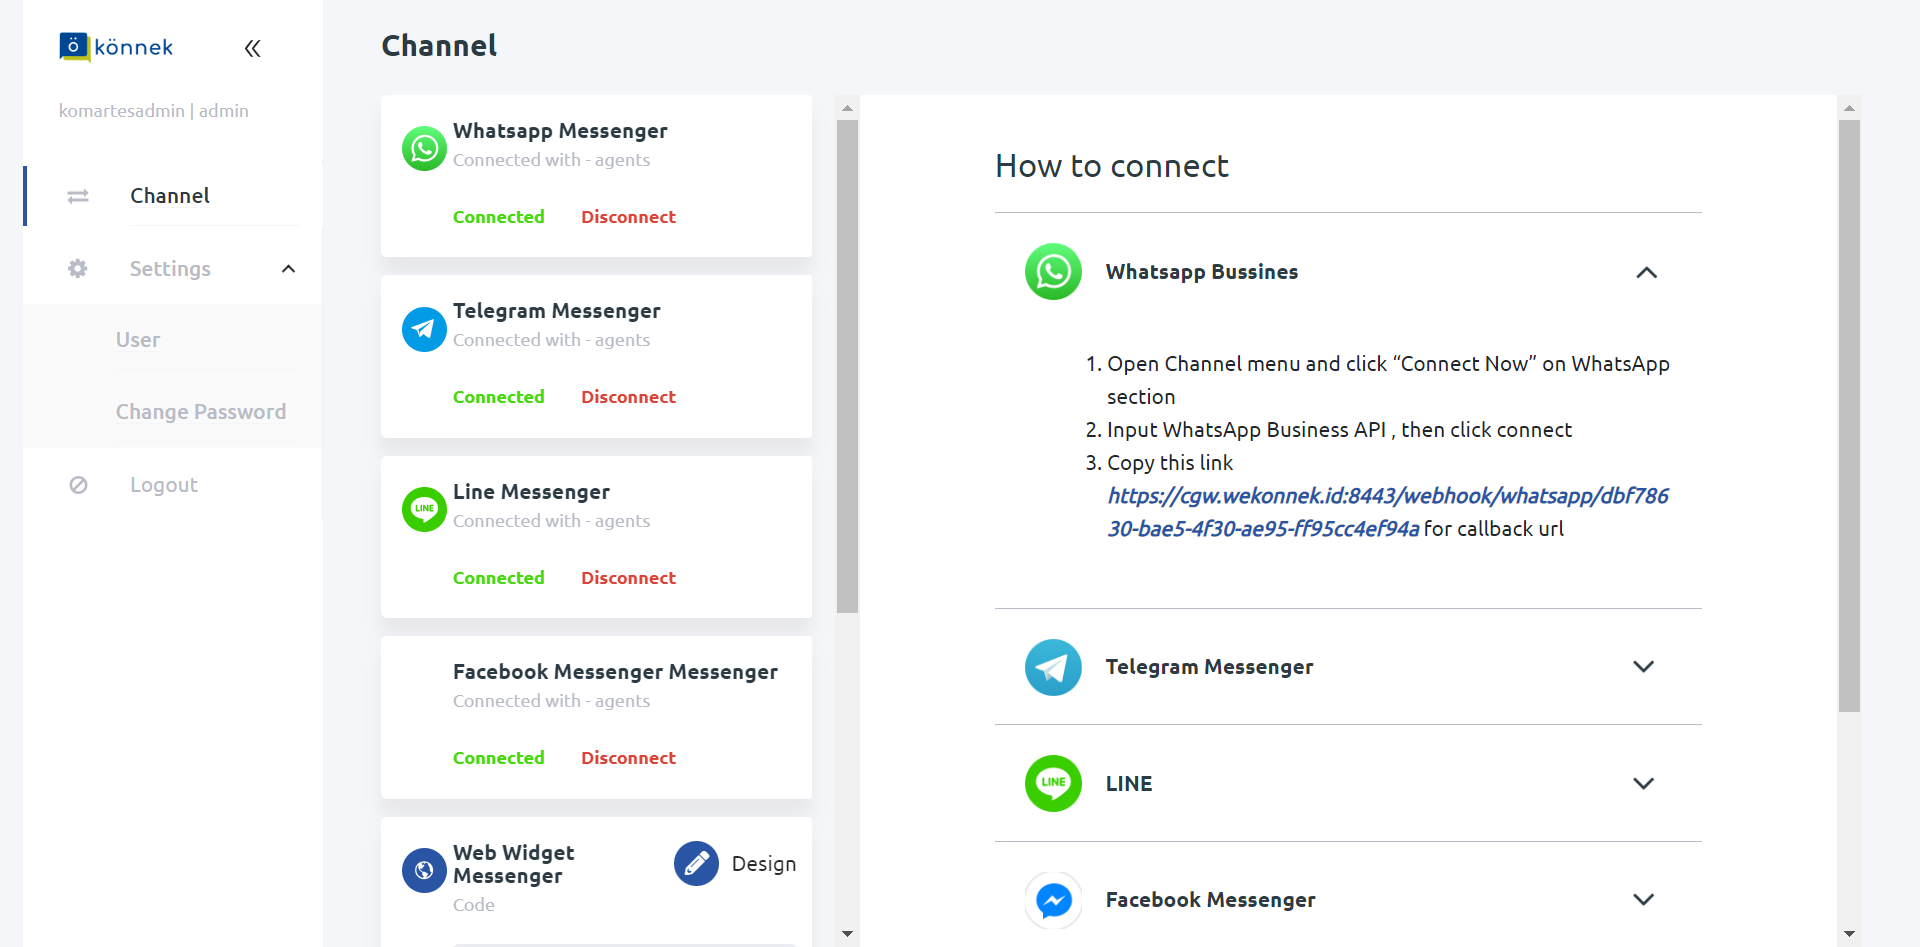 könnek
komartesadmin | admin
Channel
Settings
User
Change Password
Logout
Channel
Whatsapp Messenger
Connected with - agents
Connected Disconnect
Telegram Messenger
Connected with - agents
Connected Disconnect
LINE
Line Messenger
Connected with - agents
Connected Disconnect
Facebook Messenger Messenger
Connected with - agents
Connected Disconnect
Web Widget
Messenger
Code
Design
How to connect
Whatsapp Bussines
1. Open Channel menu and click “Connect Now” on WhatsApp
section
2. Input WhatsApp Business API , then click connect
3. Copy this link
https://cgw.wekonnek.id:8443/webhook/whatsapp/dbf786
30-bae5-4f30-ae95-ff95cc4ef94a for callback url
Telegram Messenger
LINE
LINE
Facebook Messenger